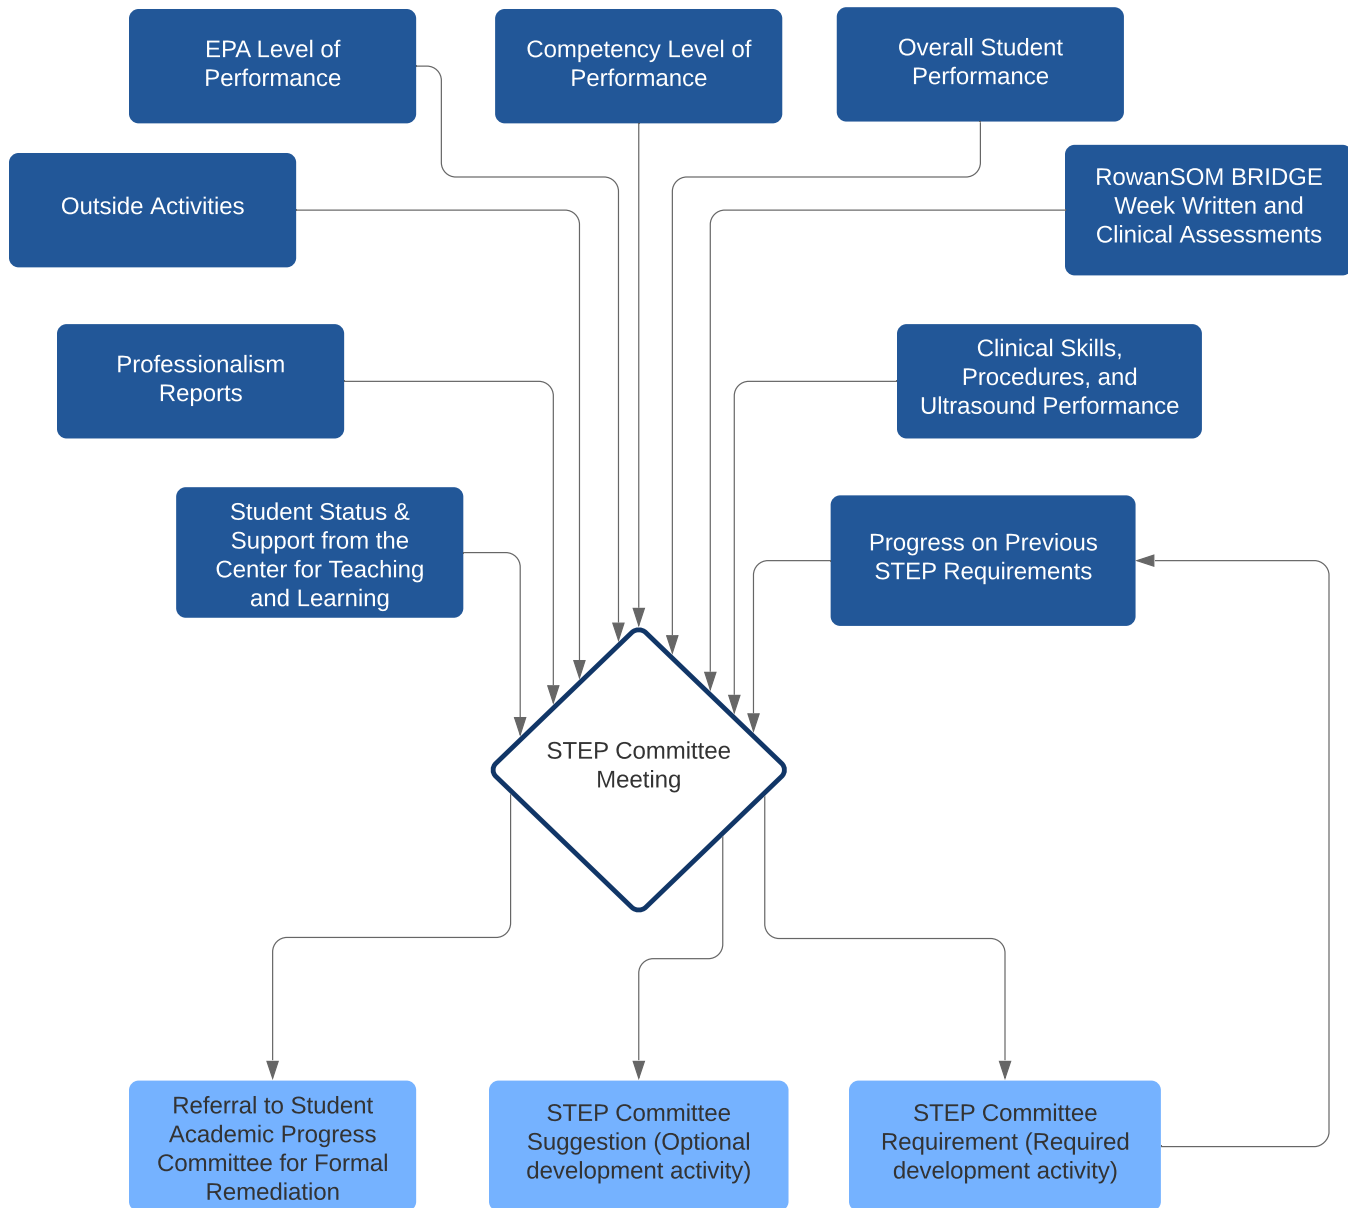 EPA Level of
Performance
Competency Level of
Performance
Overall Student
Performance
Outside Activities
RowanSOM BRIDGE
Week Written and
Clinical Assessments
Professionalism
Reports
Clinical Skills,
Procedures, and
Ultrasound Performance
Student Status &
Support from the
Center for Teaching
and Learning
Progress on Previous
STEP Requirements
STEP Committee
Meeting
Referral to Student
Academic Progress
Committee for Formal
Remediation
STEP Committee
Suggestion (Optional
development activity)
STEP Committee
Requirement (Required
development activity)